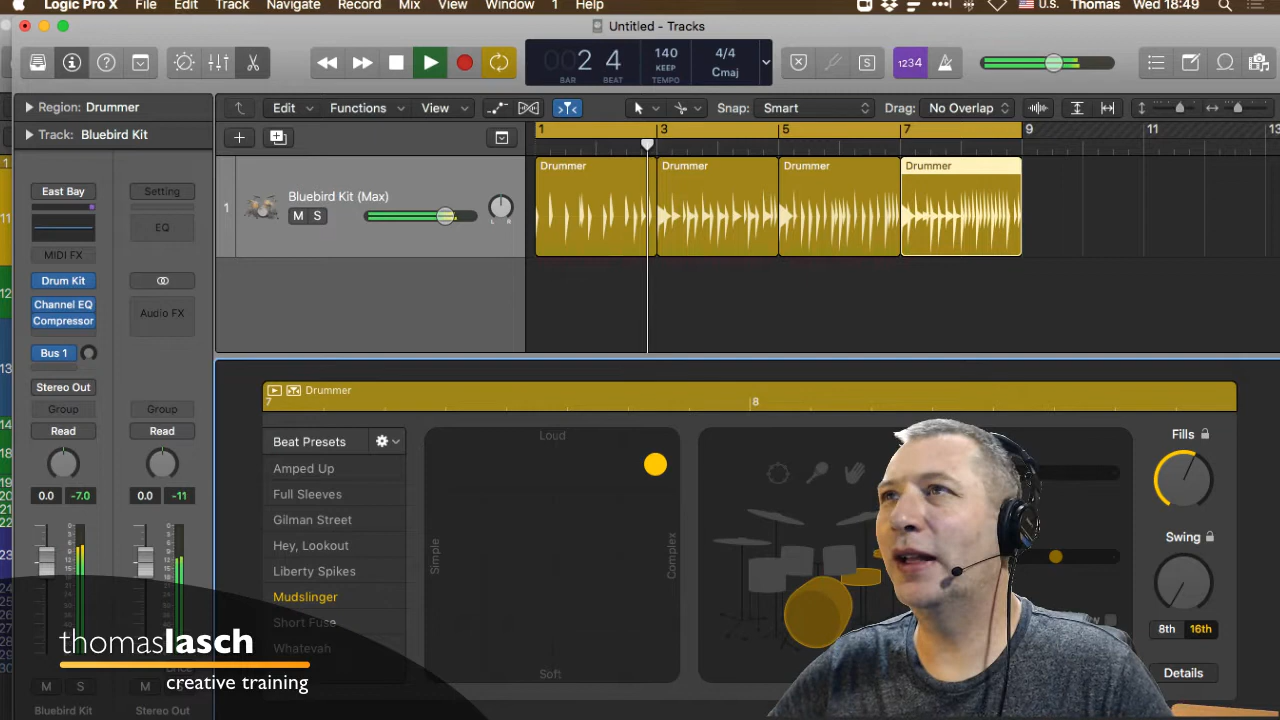 Logic Pro X File Edit Track Navigate Record Mix View Window 1 Help U.S. Thomas Wed 18:49
Untitled - Tracks
002 4 140 4/4
KEEP Cmaj
BAR BEAT TEMPO
S 1234
Region: Drummer
Track: Bluebird Kit
Edit Functions View Snap: Smart Drag: No Overlap
1 3 5 7 9 11 13
East Bay Setting
EQ
MIDI FX
Drum Kit
Channel EQ
Compressor
Audio FX
Bus 1
Stereo Out
Group Group
Read Read
0.0 -7.0 0.0 -11
1 Bluebird Kit (Max)
M S
L R
Drummer Drummer Drummer Drummer
Drummer
7 8
Beat Presets
Amped Up
Full Sleeves
Gilman Street
Hey, Lookout
Liberty Spikes
Mudslinger
Short Fuse
Whatevah
Loud
Simple
Complex
Soft
Fills
Swing
8th 16th
Details
thomaslasch
creative training
M S M
Bluebird Kit Stereo Out